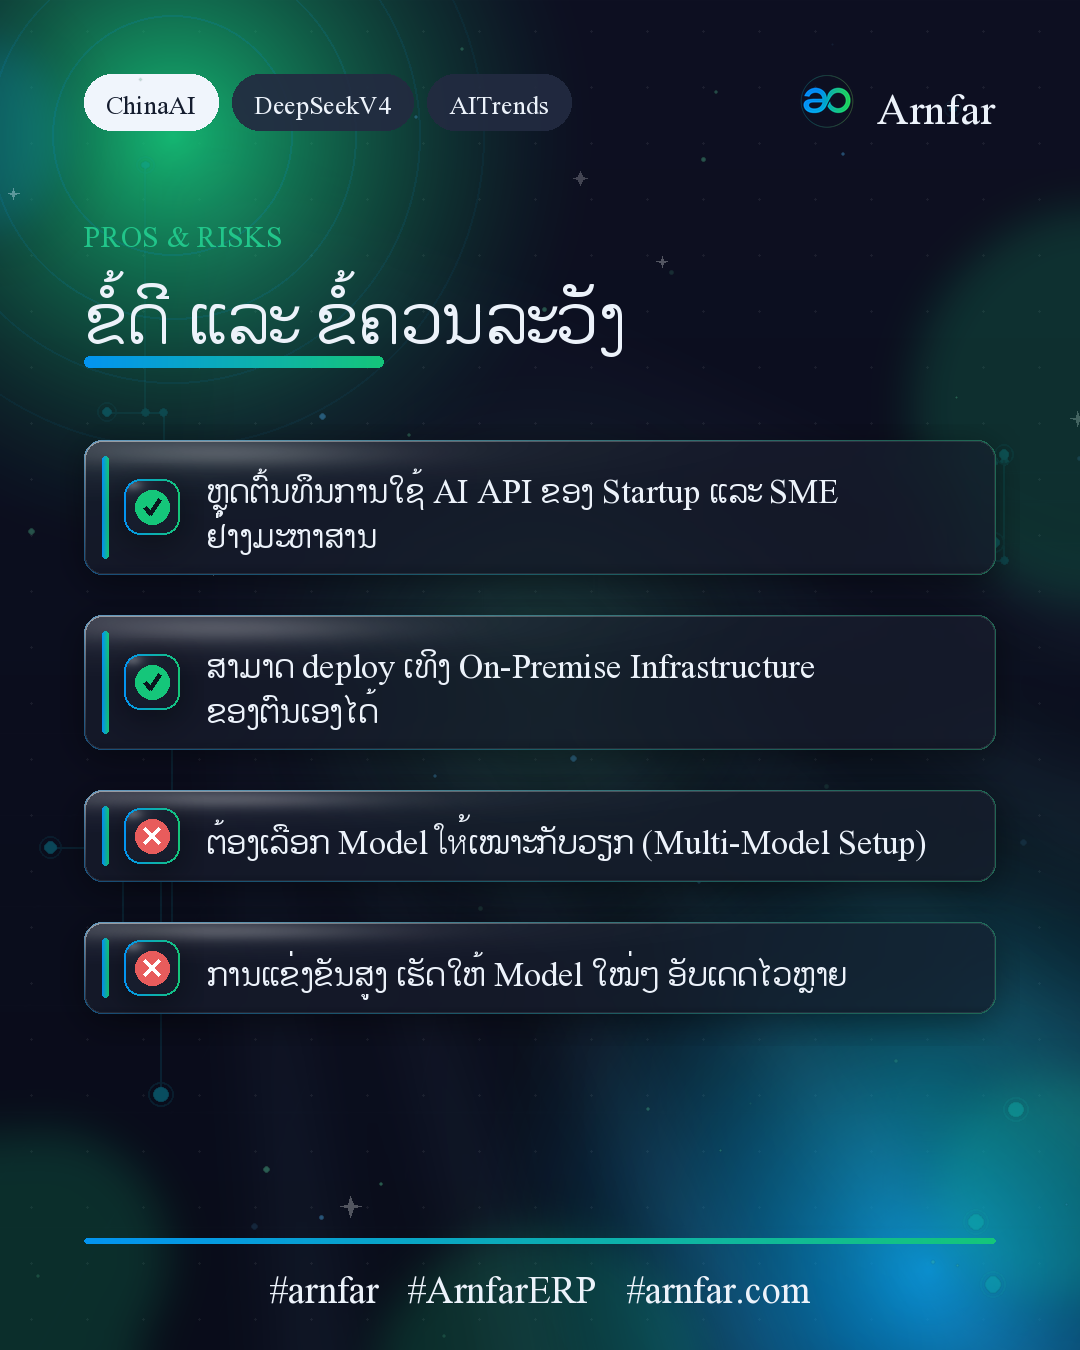 ChinaAI DeepSeekV4 AITrends
Arnfar
PROS & RISKS
ຂໍ້ດີ ແລະ ຂໍ້ຄວນລະວັງ
ຫຼຸດຕົ້ນທຶນການໃຊ້ AI API ຂອງ Startup ແລະ SME
ຢ່າງມະຫາສານ
ສາມາດ deploy ເທິງ On-Premise Infrastructure
ຂອງຕົນເອງໄດ້
ຕ້ອງເລືອກ Model ໃຫ້ເໝາະກັບວຽກ (Multi-Model Setup)
ການແຂ່ງຂັນສູງ ເຮັດໃຫ້ Model ໃໝ່ໆ ອັບເດດໄວຫຼາຍ
#arnfar #ArnfarERP #arnfar.com